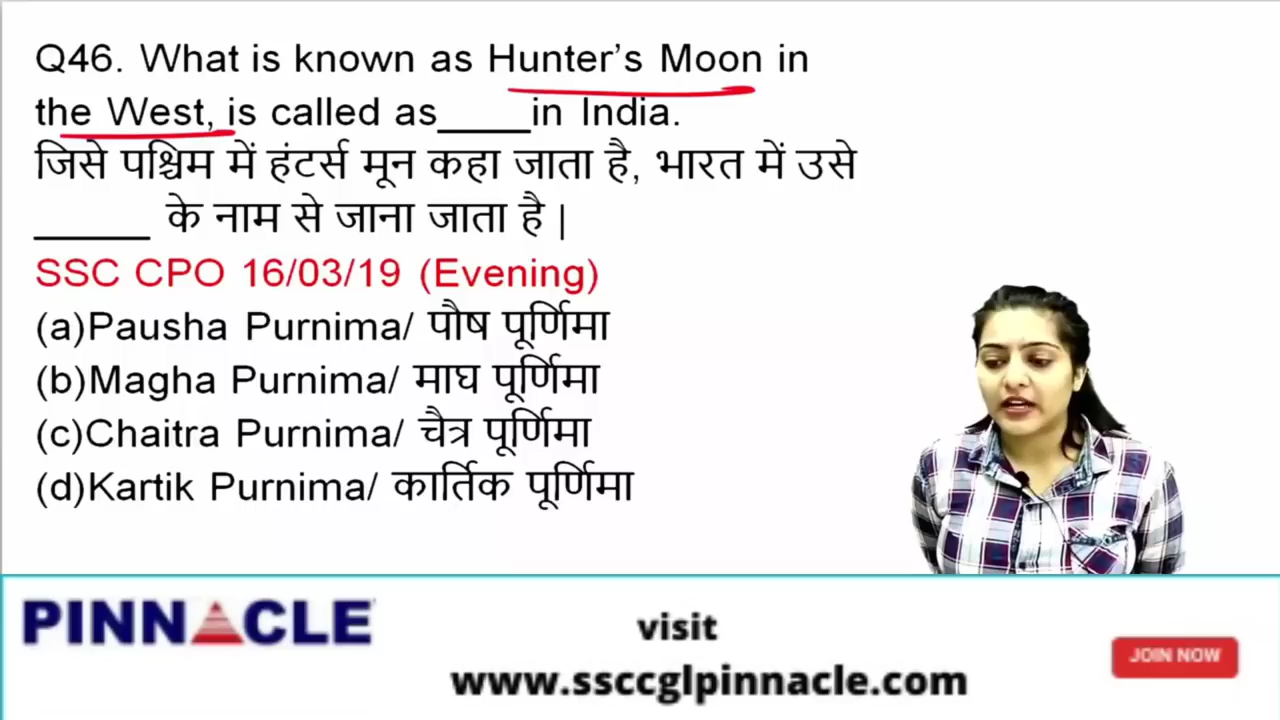 Q46. What is known as Hunter’s Moon in
the West, is called as____in India.
जिसे पश्चिम में हंटर्स मून कहा जाता है, भारत में उसे
_____ के नाम से जाना जाता है |
SSC CPO 16/03/19 (Evening)
(a)Pausha Purnima/ पौष पूर्णिमा
(b)Magha Purnima/ माघ पूर्णिमा
(c)Chaitra Purnima/ चैत्र पूर्णिमा
(d)Kartik Purnima/ कार्तिक पूर्णिमा
PINNACLE
visit
www.ssccglpinnacle.com
JOIN NOW